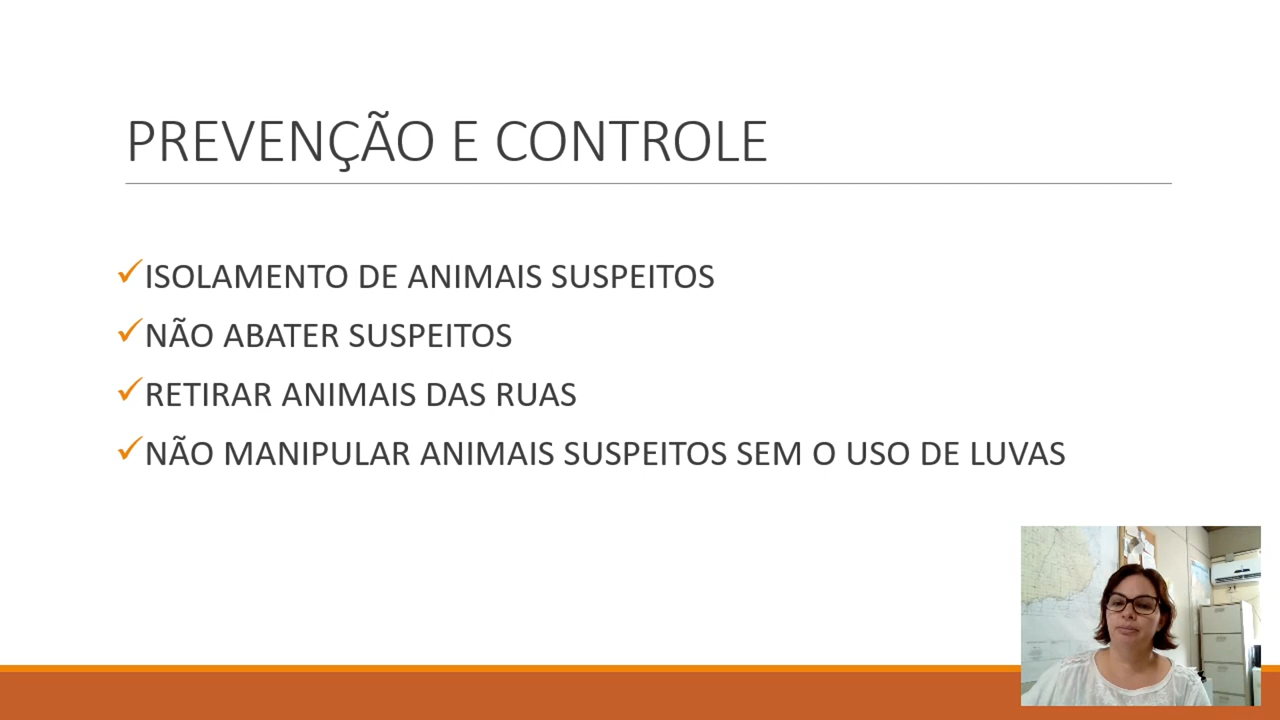 PREVENÇÃO E CONTROLE
ISOLAMENTO DE ANIMAIS SUSPEITOS
NÃO ABATER SUSPEITOS
RETIRAR ANIMAIS DAS RUAS
NÃO MANIPULAR ANIMAIS SUSPEITOS SEM O USO DE LUVAS